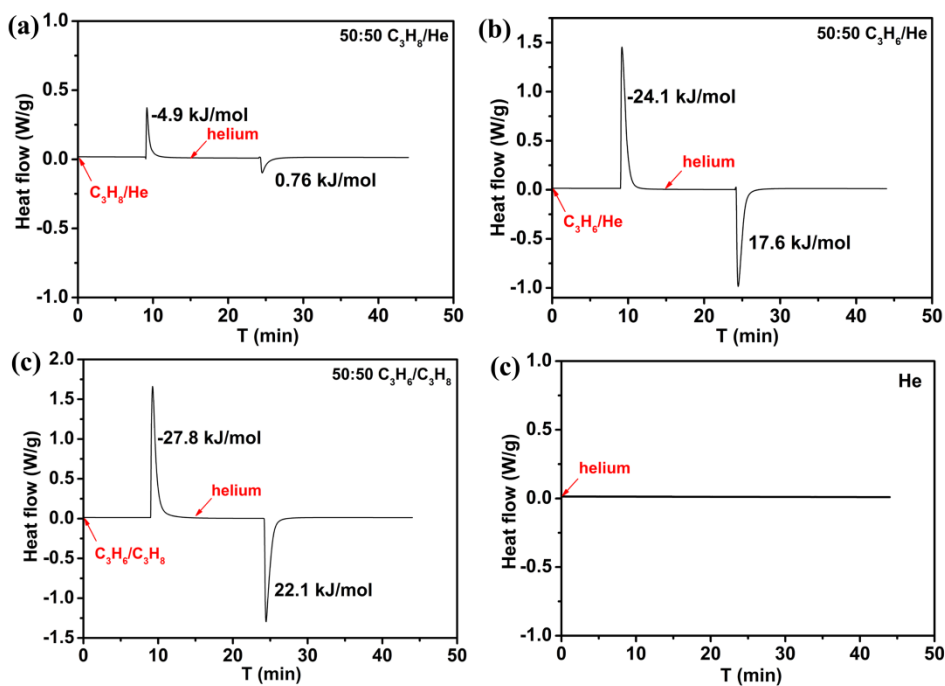 (a)
50:50 C₃H₈/He
Heat flow (W/g)
1.0
0.5
0.0
-0.5
-1.0
-4.9 kJ/mol
helium
0.76 kJ/mol
C₃H₈/He
0 10 20 30 40 50
T (min)
(b)
50:50 C₃H₆/He
Heat flow (W/g)
1.5
1.0
0.5
0.0
-0.5
-1.0
-24.1 kJ/mol
helium
C₃H₆/He
17.6 kJ/mol
0 10 20 30 40 50
T (min)
(c)
50:50 C₃H₆/C₃H₈
Heat flow (W/g)
2.0
1.5
1.0
0.5
0.0
-0.5
-1.0
-1.5
-27.8 kJ/mol
helium
C₃H₆/C₃H₈
22.1 kJ/mol
0 10 20 30 40 50
T (min)
(c)
He
Heat flow (W/g)
1.0
0.5
0.0
-0.5
-1.0
helium
0 10 20 30 40 50
T (min)